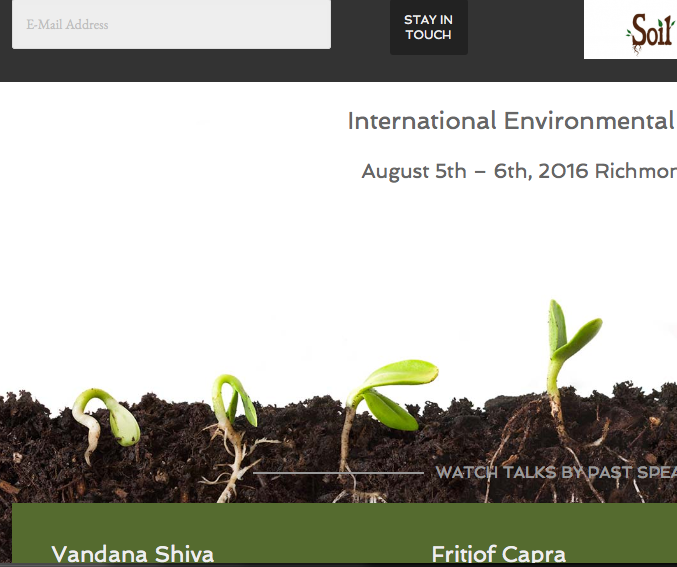 E-Mail Address
STAY IN
TOUCH
Soil
International Environmental
August 5th – 6th, 2016 Richmon
WATCH TALKS BY PAST SPEA
Vandana Shiva
Fritjof Capra